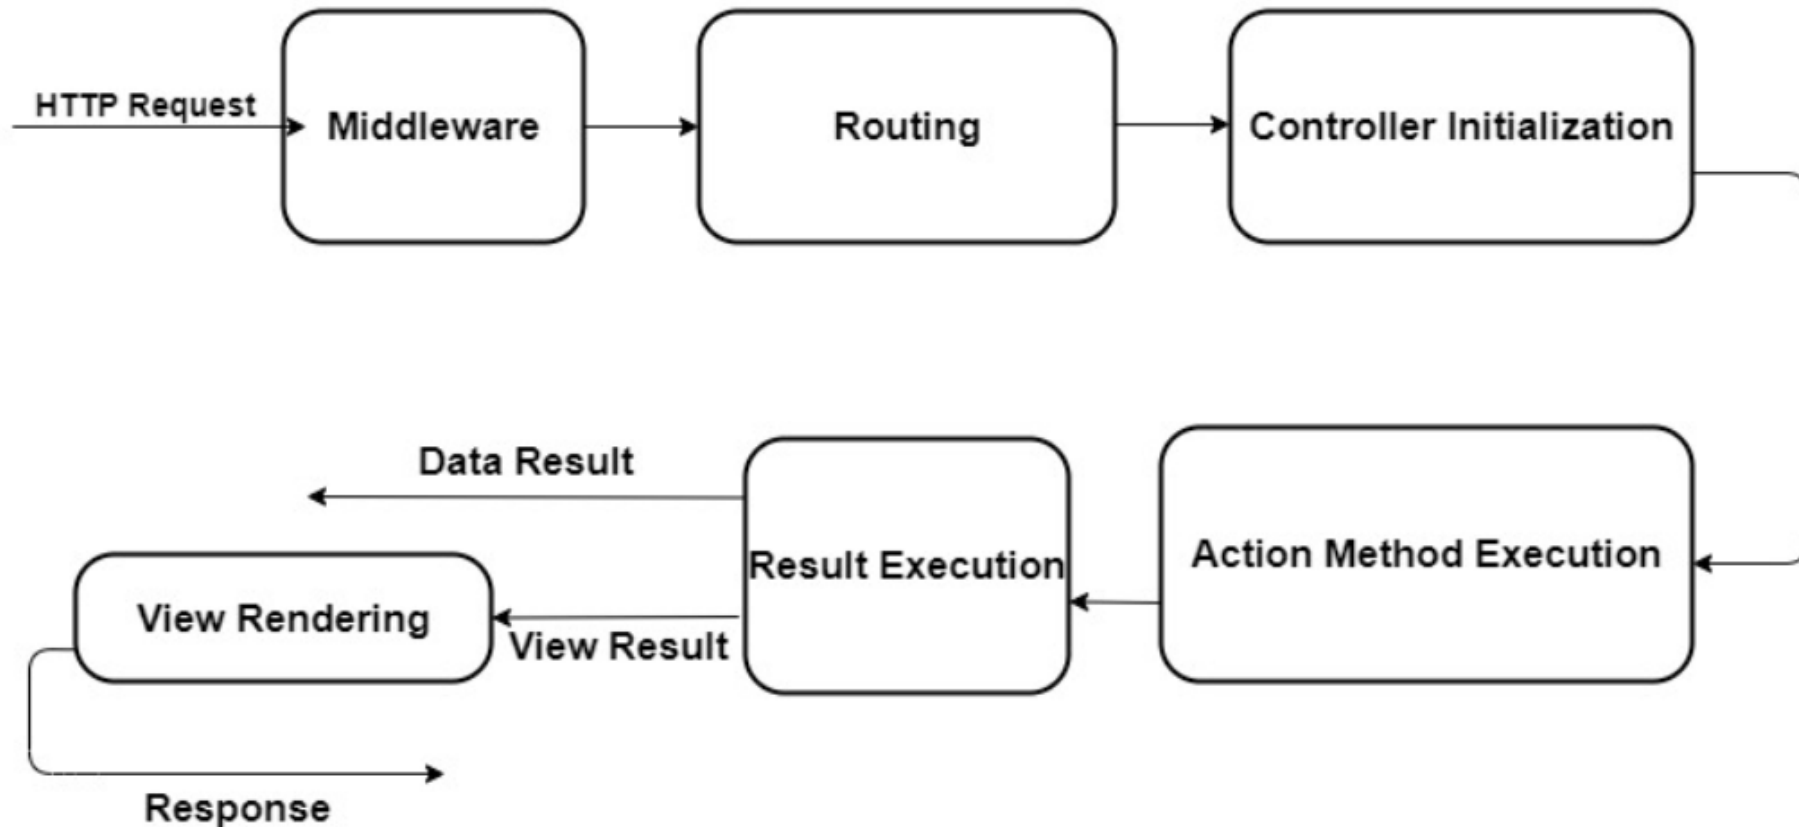 HTTP Request
Middleware
Routing
Controller Initialization
Data Result
Result Execution
Action Method Execution
View Rendering
View Result
Response